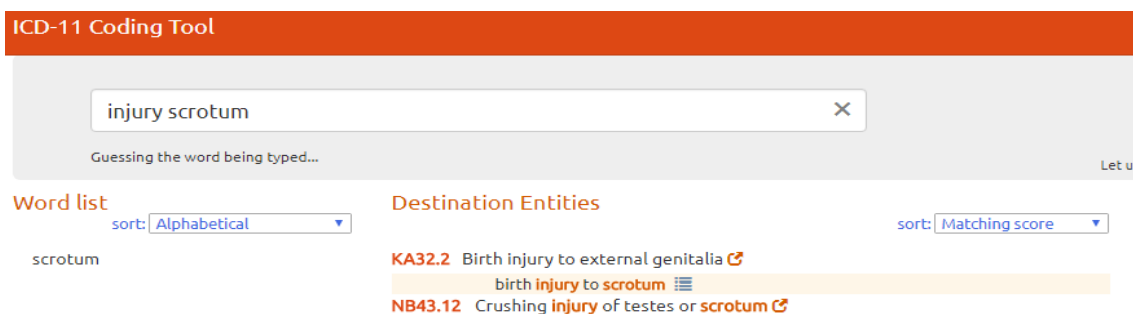 ICD-11 Coding Tool
injury scrotum
Guessing the word being typed...
Let u
Word list
sort: Alphabetical
scrotum
Destination Entities
sort: Matching score
KA32.2 Birth injury to external genitalia
birth injury to scrotum
NB43.12 Crushing injury of testes or scrotum